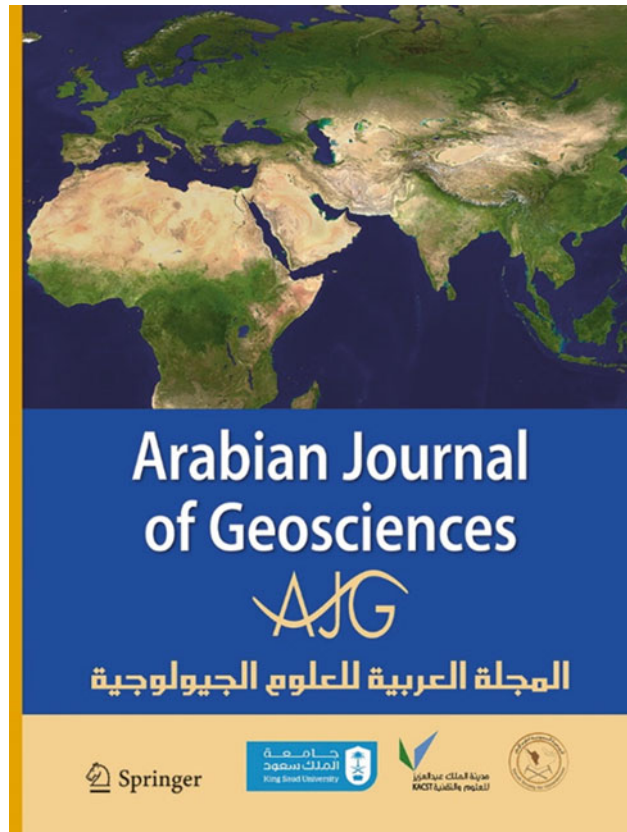 Arabian Journal
of Geosciences
AJG
المجلة العربية للعلوم الجيولوجية
Springer
جامعة
الملك سعود
King Saud University
مدينة الملك عبدالعزيز
للعلوم والتقنية KACST